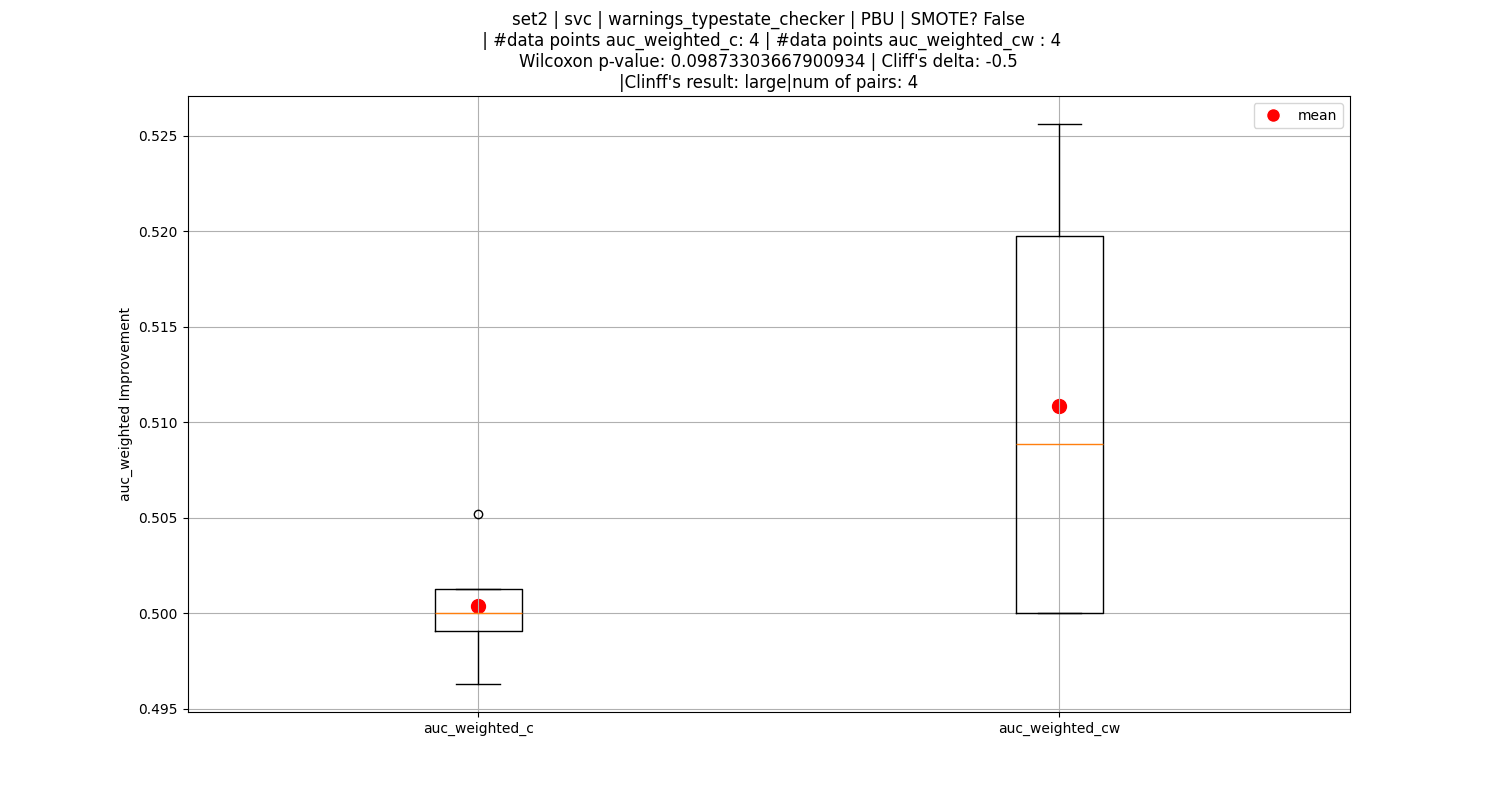 set2 | svc | warnings_typestate_checker | PBU | SMOTE? False
| #data points auc_weighted_c: 4 | #data points auc_weighted_cw : 4
Wilcoxon p-value: 0.09873303667900934 | Cliff's delta: -0.5
|Clinff's result: large|num of pairs: 4
mean
0.525
0.520
0.515
0.510
0.505
0.500
0.495
auc_weighted Improvement
auc_weighted_c
auc_weighted_cw